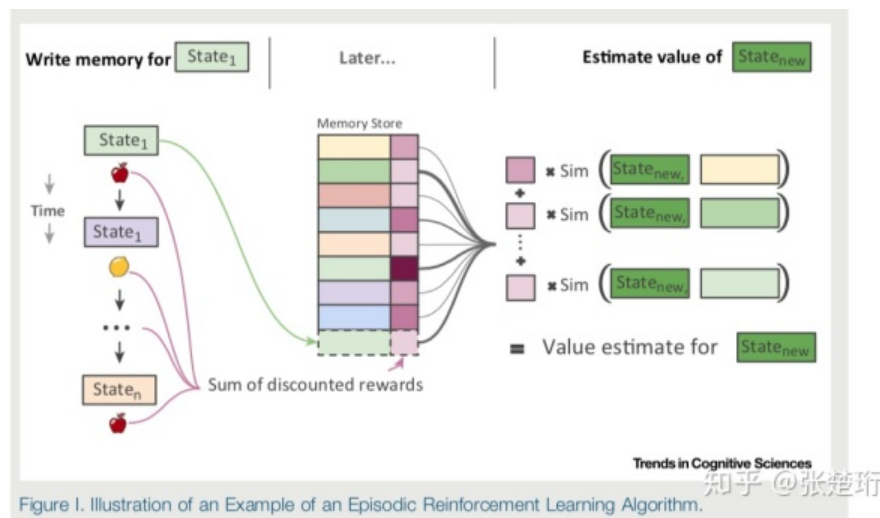 Write memory for State1
Later...
Estimate value of Statenew
State1
Time
State1
...
Staten
Sum of discounted rewards
Memory Store
× Sim (Statenew, )
+
× Sim (Statenew, )
⋮
+
× Sim (Statenew, )
= Value estimate for Statenew
Trends in Cognitive Sciences
知乎 @张楚珩
Figure I. Illustration of an Example of an Episodic Reinforcement Learning Algorithm.